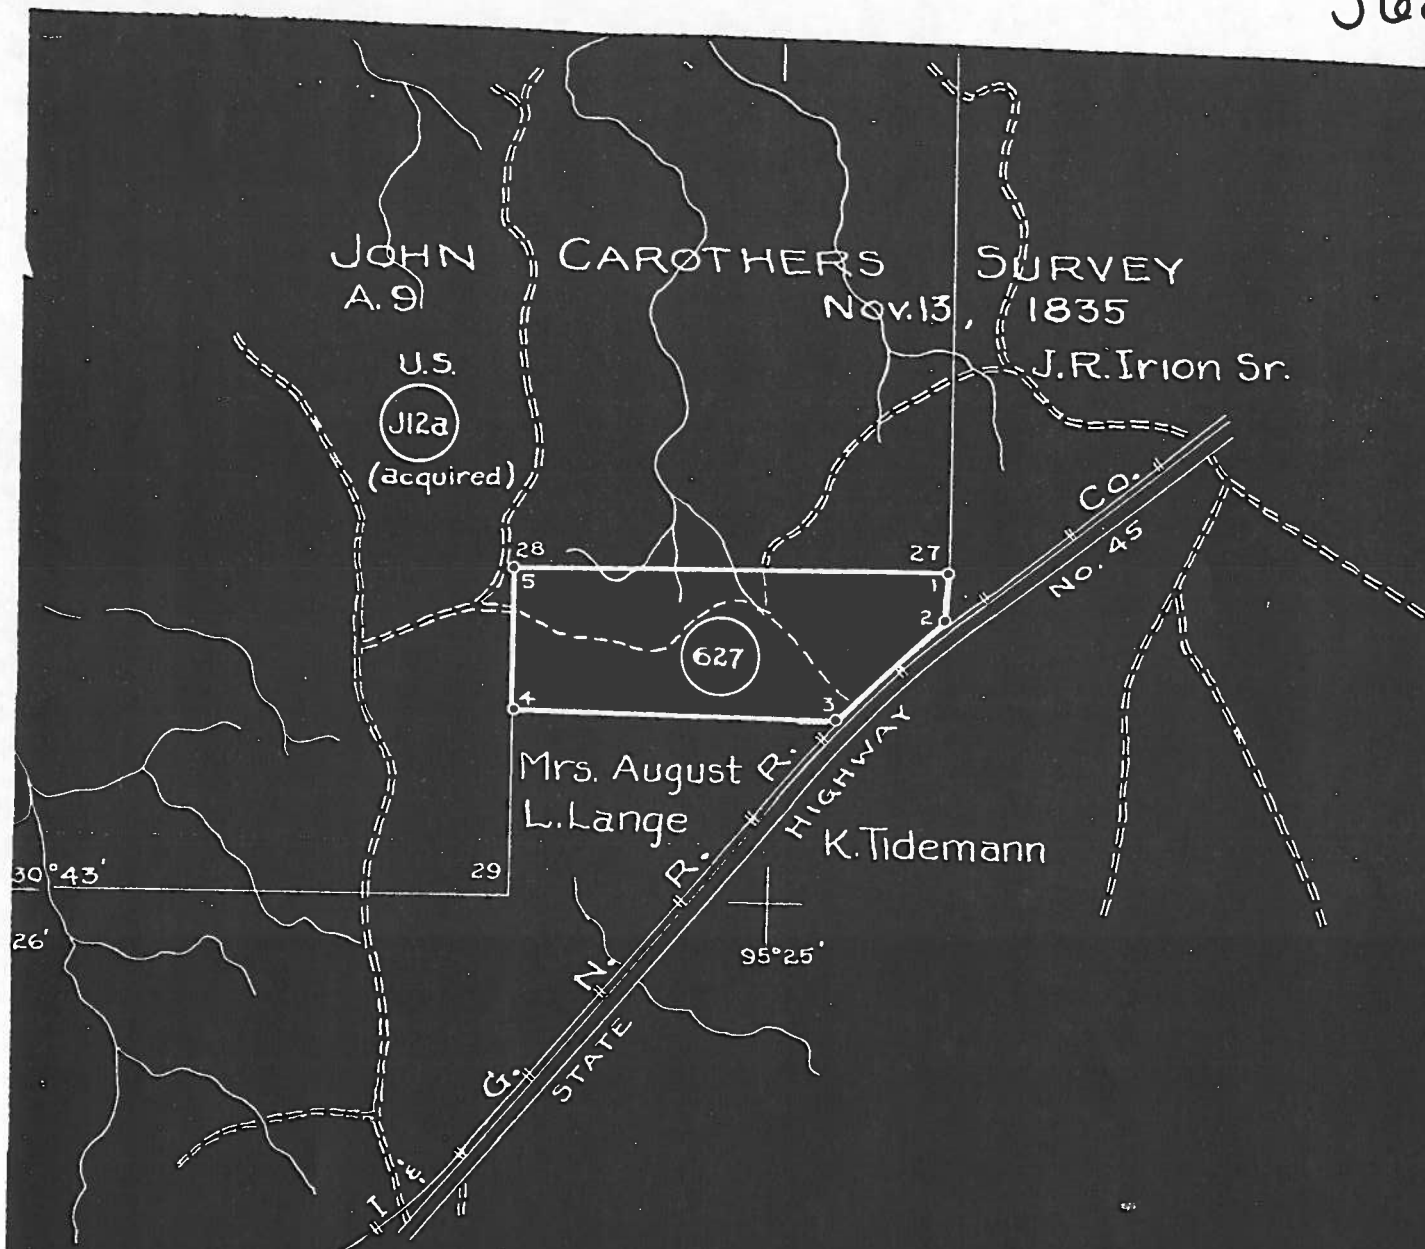 JOHN CAROTHERS SURVEY
A. 9
Nov. 13, 1835
U.S.
J12a
(acquired)
J.R. Irion Sr.
28
27
5
1
2
627
4
3
Mrs. August
L. Lange
K. Tidemann
30°43'
29
26'
95°25'
I. & G. N. R. R. Co.
STATE HIGHWAY No. 45